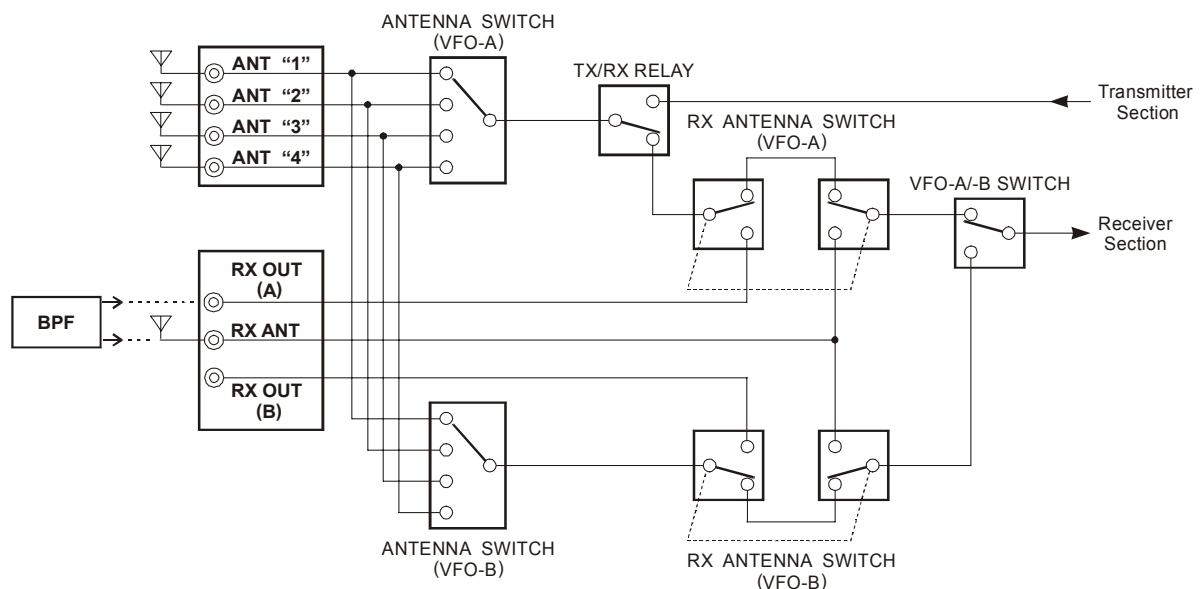 ANTENNA SWITCH
(VFO-A)
ANT “1”
ANT “2”
ANT “3”
ANT “4”
TX/RX RELAY
Transmitter
Section
RX ANTENNA SWITCH
(VFO-A)
VFO-A/-B SWITCH
Receiver
Section
BPF
RX OUT
(A)
RX ANT
RX OUT
(B)
ANTENNA SWITCH
(VFO-B)
RX ANTENNA SWITCH
(VFO-B)